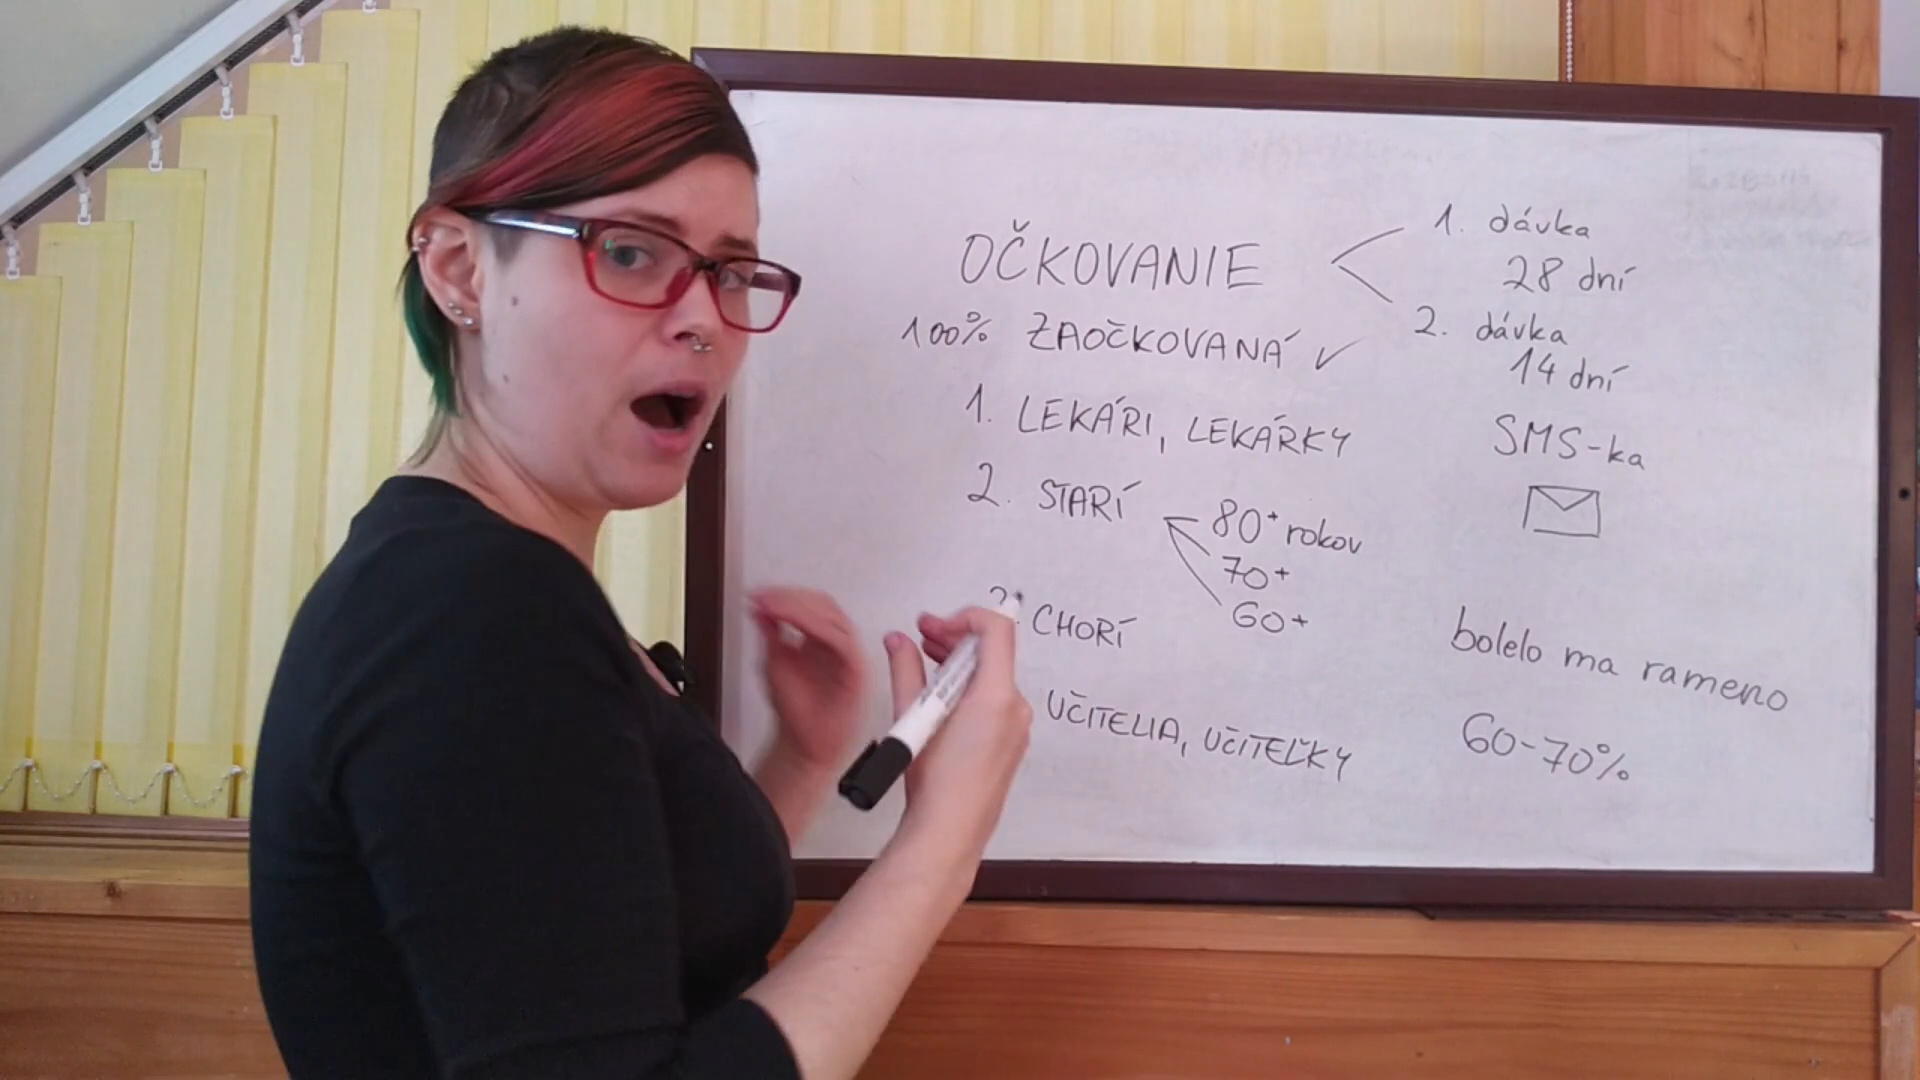 OČKOVANIE
100% ZAOČKOVANÁ ✓
1. LEKÁRI, LEKÁRKY
2. STARÍ
80+ rokov
70+
60+
CHORÍ
UČITELIA, UČITEĽKY
1. dávka
28 dní
2. dávka
14 dní
SMS-ka
bolelo ma rameno
60-70%